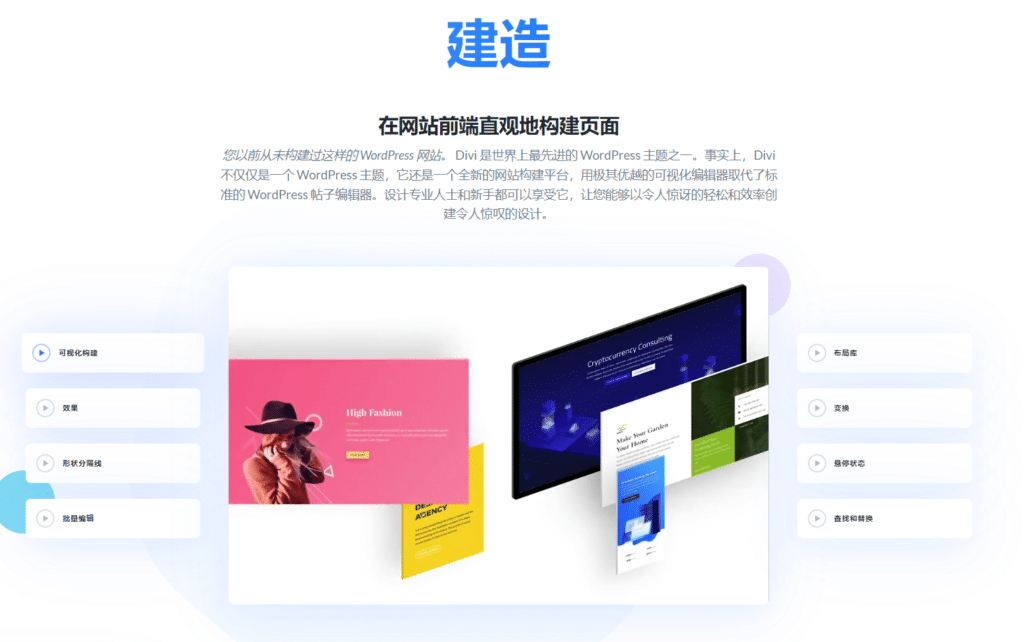 建造
在网站前端直观地构建页面
您以前从未构建过这样的 WordPress 网站。 Divi 是世界上最先进的 WordPress 主题之一。事实上，Divi
不仅仅是一个 WordPress 主题，它还是一个全新的网站构建平台，用极其优越的可视化编辑器取代了标
准的 WordPress 帖子编辑器。设计专业人士和新手都可以享受它，让您能够以令人惊讶的轻松和效率创
建令人惊叹的设计。
可视化构建
效果
形状分隔线
批量编辑
High Fashion
AGENCY
Cryptocurrency Consulting
Make Your Garden
Your Home
布局库
变换
悬停状态
查找和替换